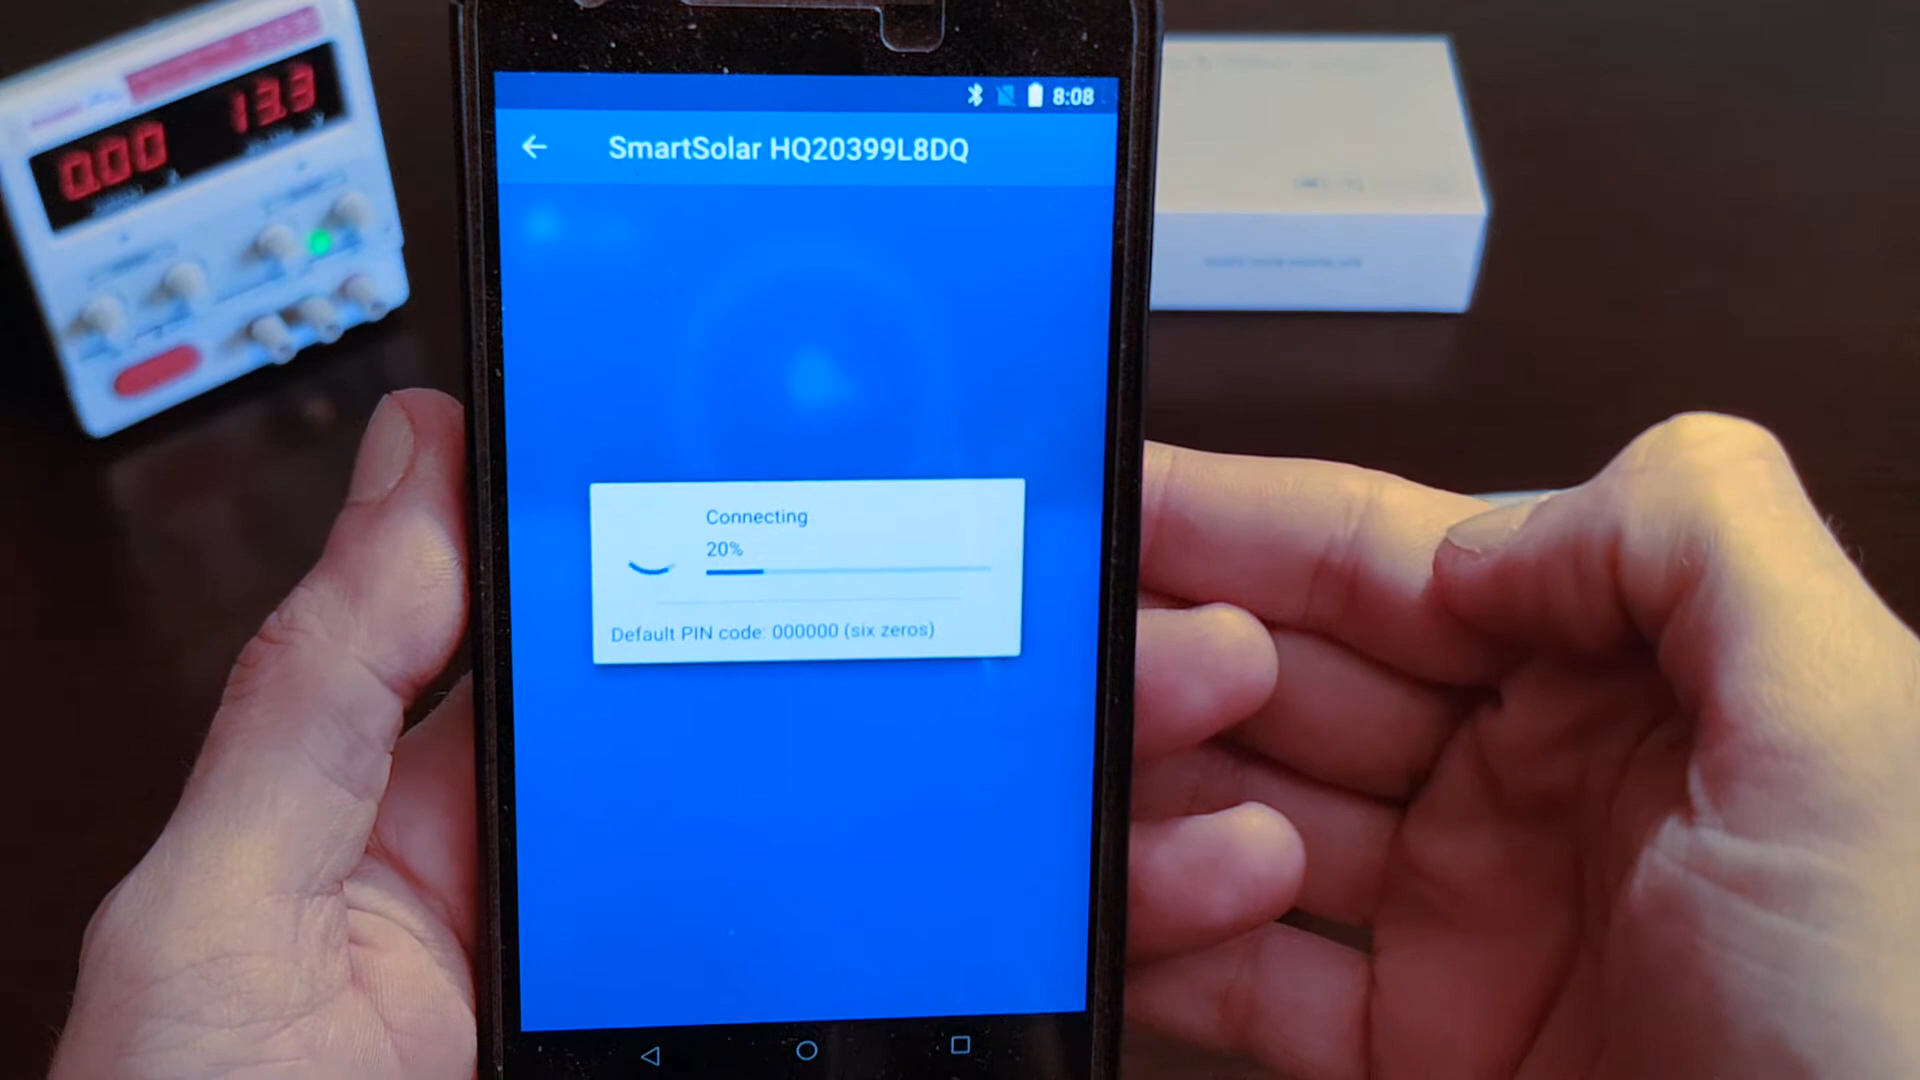 0.00 13.3
8:08
SmartSolar HQ20399L8DQ
Connecting
20%
Default PIN code: 000000 (six zeros)